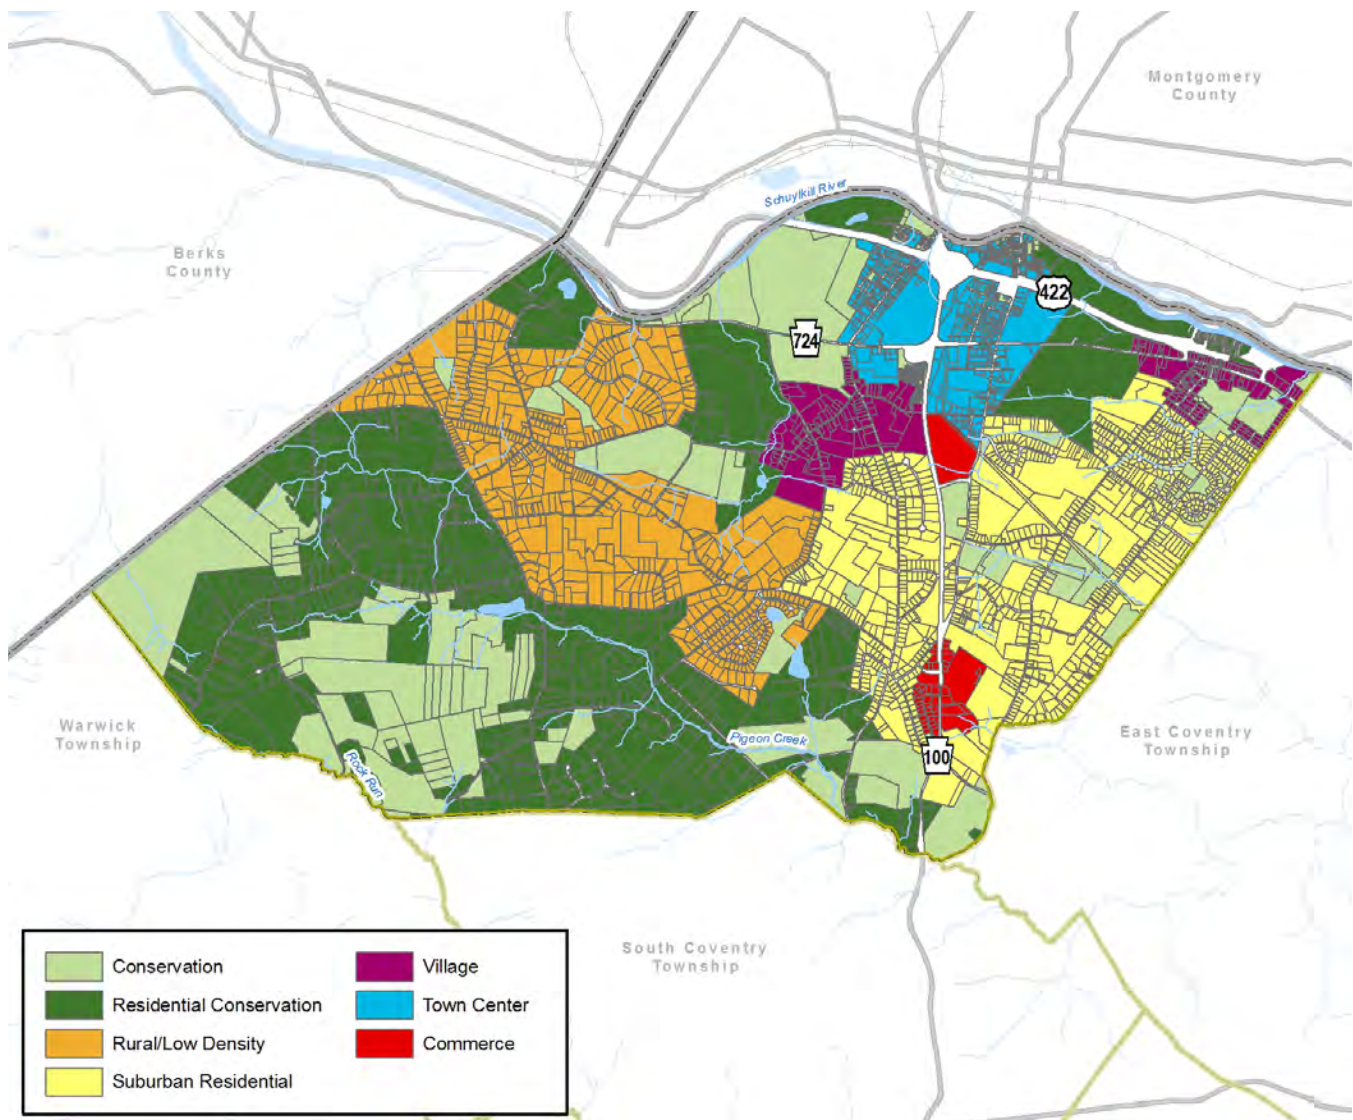 Montgomery
County
Schuylkill River
Berks
County
422
724
Warwick
Township
East Coventry
Township
Pigeon Creek
100
Rock Run
South Coventry
Township
Conservation
Village
Residential Conservation
Town Center
Rural/Low Density
Commerce
Suburban Residential